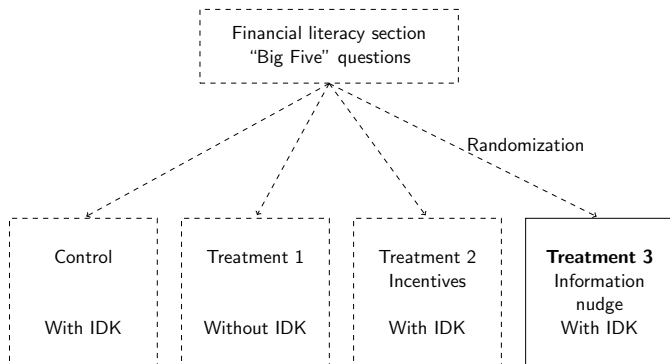 Financial literacy section
“Big Five” questions
Randomization
Control
With IDK
Treatment 1
Without IDK
Treatment 2
Incentives
With IDK
Treatment 3
Information
nudge
With IDK